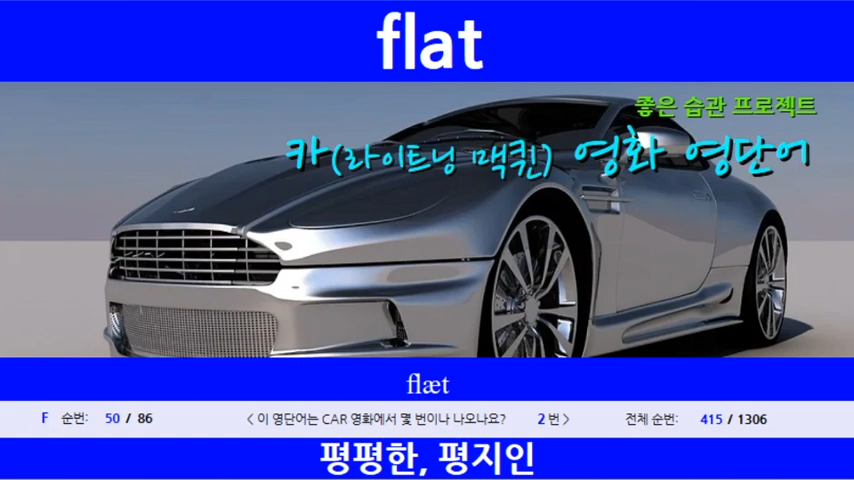 flat
좋은 습관 프로젝트
카(라이트닝 맥퀸) 영화 영단어
flæt
F 순번: 50 / 86 < 이 영단어는 CAR 영화에서 몇 번이나 나오나요? 2 번 > 전체 순번: 415 / 1306
평평한, 평지인